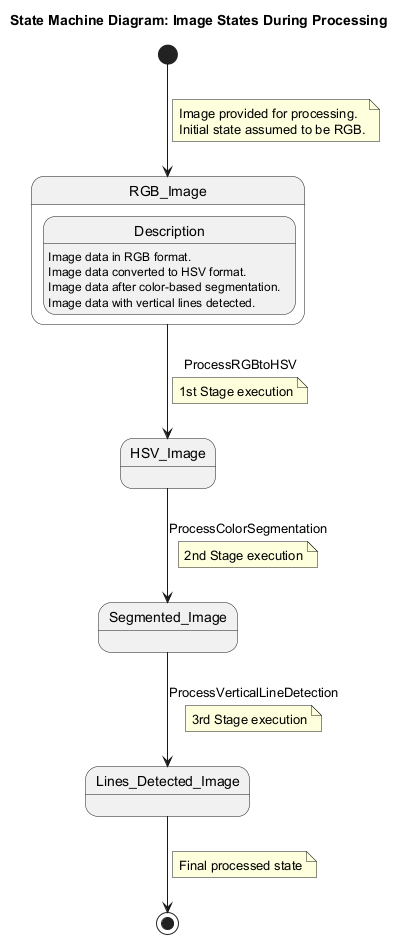 State Machine Diagram: Image States During Processing
Image provided for processing.
Initial state assumed to be RGB.
RGB_Image
Description
Image data in RGB format.
Image data converted to HSV format.
Image data after color-based segmentation.
Image data with vertical lines detected.
ProcessRGBtoHSV
1st Stage execution
HSV_Image
ProcessColorSegmentation
2nd Stage execution
Segmented_Image
ProcessVerticalLineDetection
3rd Stage execution
Lines_Detected_Image
Final processed state